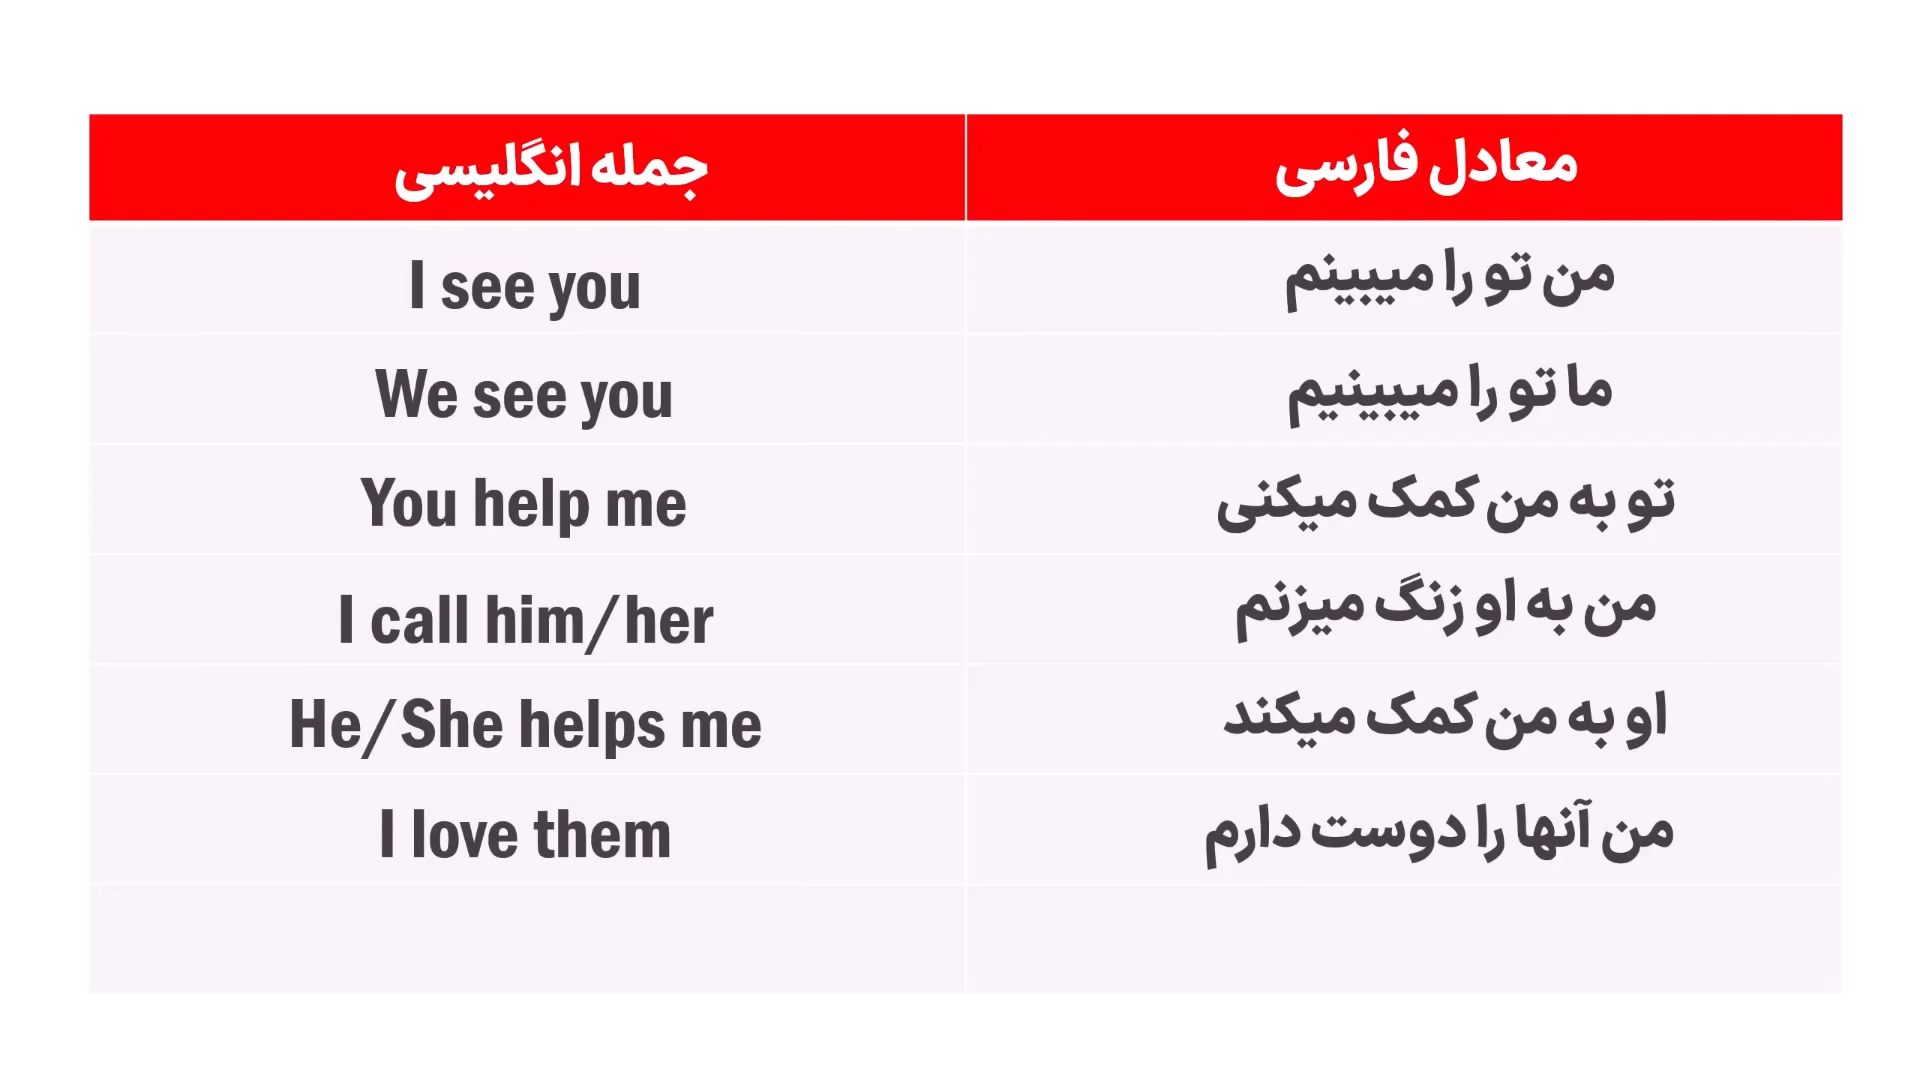 جمله انگلیسی معادل فارسی
I see you من تو را میبینم
We see you ما تو را میبینیم
You help me تو به من کمک میکنی
I call him/her من به او زنگ میزنم
He/She helps me او به من کمک میکند
I love them من آنها را دوست دارم